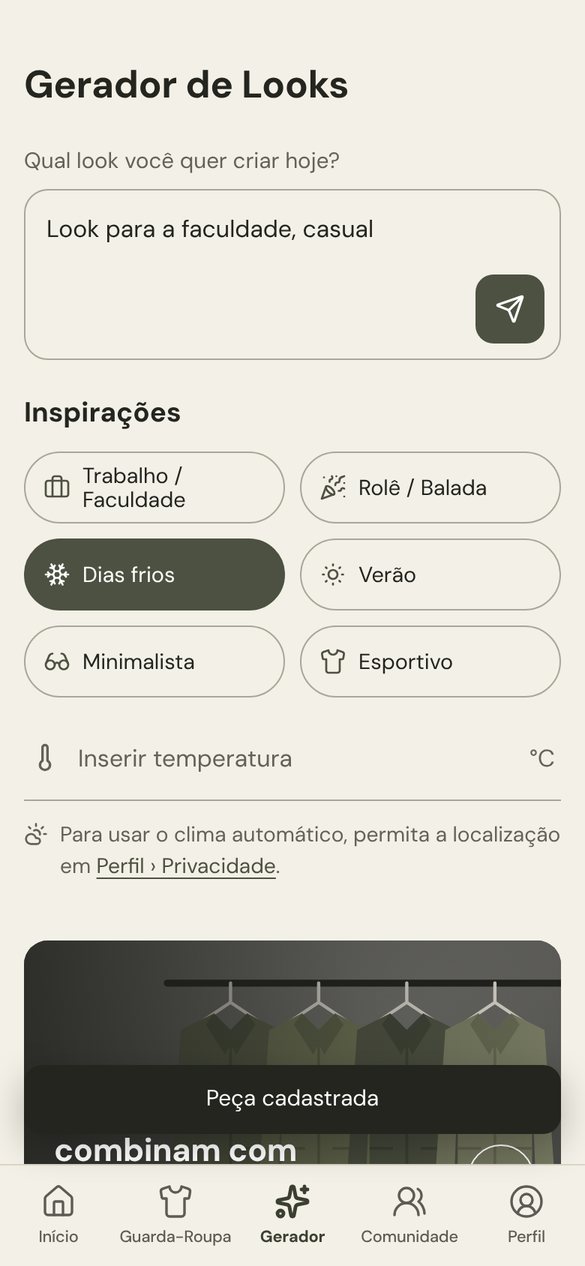 Gerador de Looks
Qual look você quer criar hoje?
Look para a faculdade, casual
Inspirações
Trabalho /
Faculdade
Rolê / Balada
Dias frios
Verão
Minimalista
Esportivo
Inserir temperatura
°C
Para usar o clima automático, permita a localização
em Perfil › Privacidade.
Peça cadastrada
combinam com
Início
Guarda-Roupa
Gerador
Comunidade
Perfil